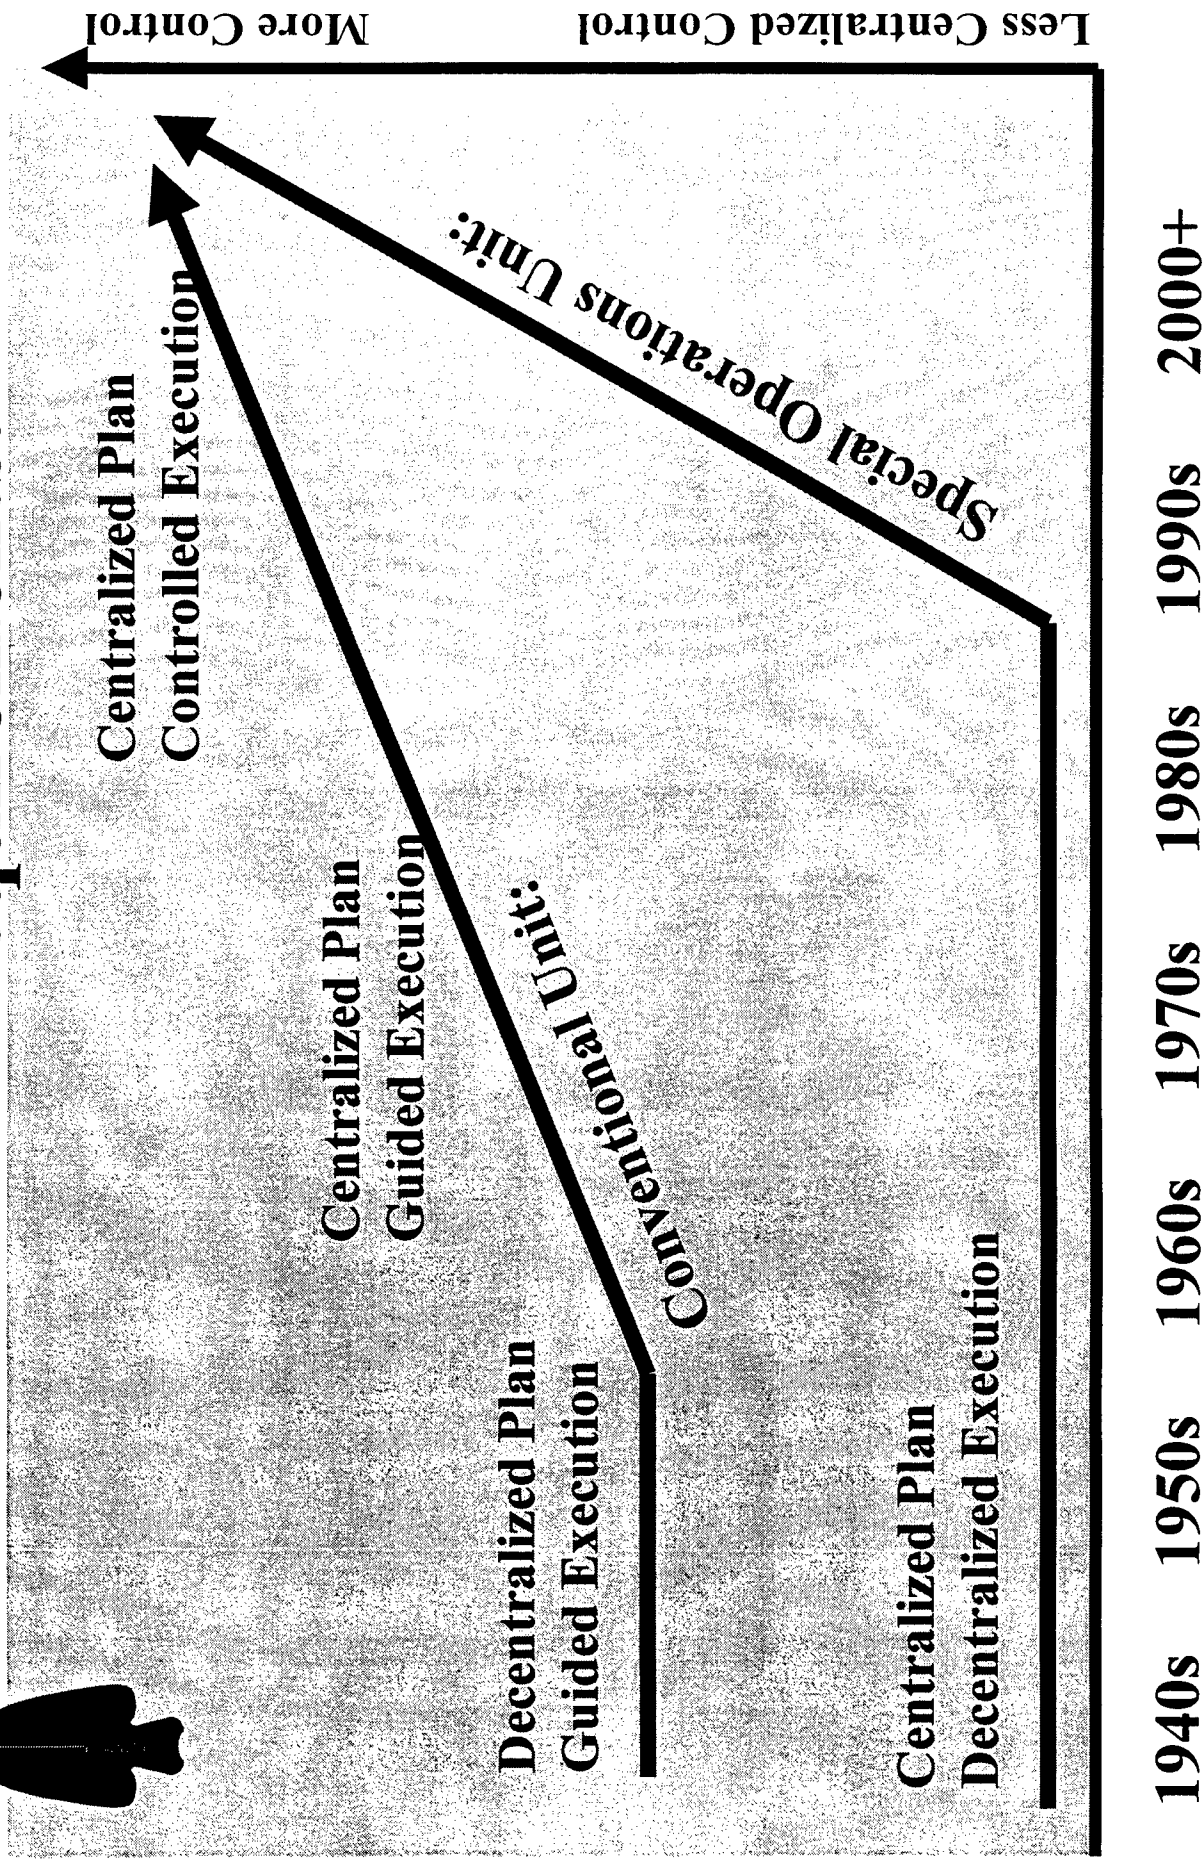 More Control
Less Centralized Control
Centralized Plan
Controlled Execution
Special Operations Unit:
Centralized Plan
Guided Execution
Conventional Unit:
Decentralized Plan
Guided Execution
Centralized Plan
Decentralized Execution
1940s 1950s 1960s 1970s 1980s 1990s 2000+